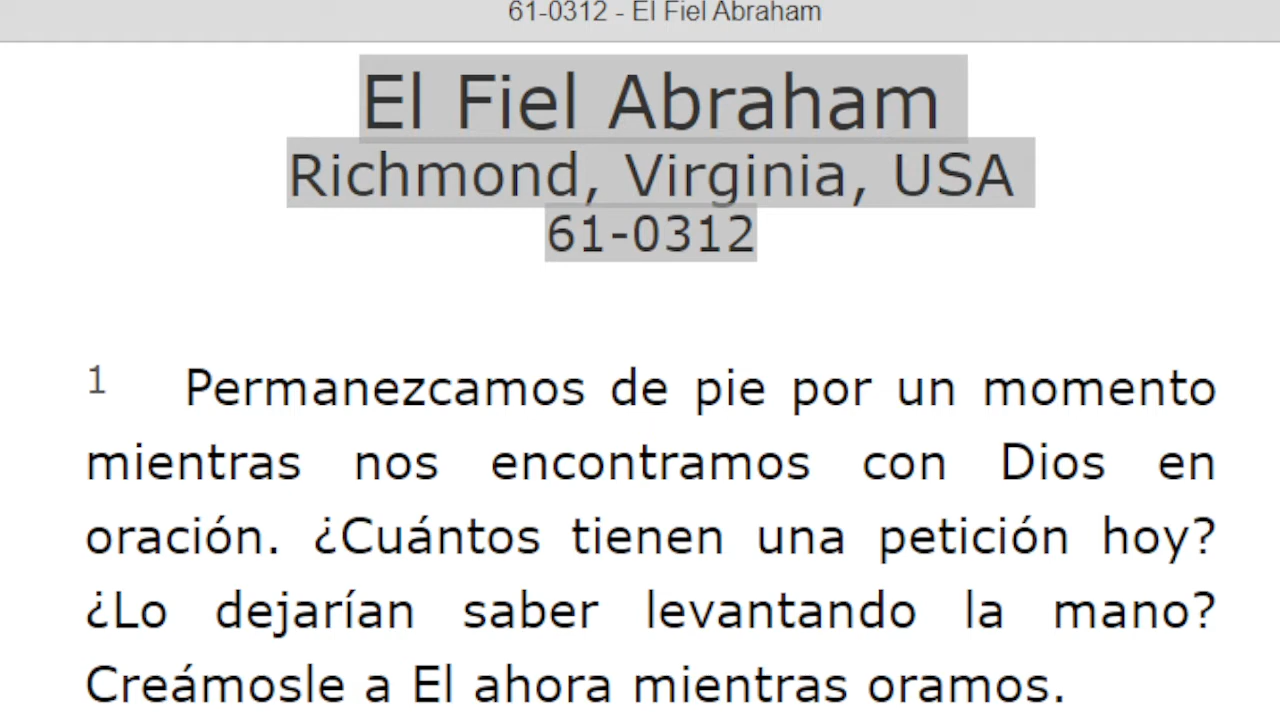 61-0312 - El Fiel Abraham
El Fiel Abraham
Richmond, Virginia, USA
61-0312
1 Permanezcamos de pie por un momento
mientras nos encontramos con Dios en
oración. ¿Cuántos tienen una petición hoy?
¿Lo dejarían saber levantando la mano?
Creámosle a El ahora mientras oramos.